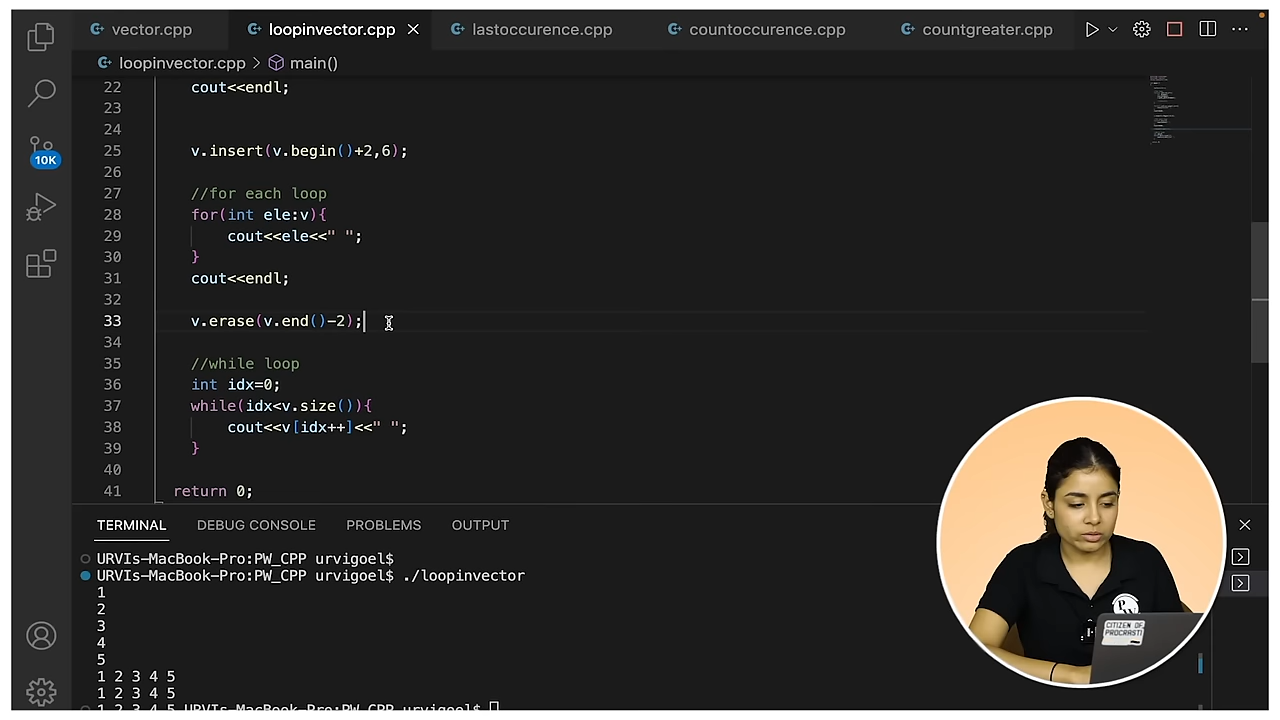 vector.cpp loopinvector.cpp lastoccurence.cpp countoccurence.cpp countgreater.cpp
loopinvector.cpp > main()
22 cout<<endl;
23
24
25 v.insert(v.begin()+2,6);
26
27 //for each loop
28 for(int ele:v){
29 cout<<ele<<" ";
30 }
31 cout<<endl;
32
33 v.erase(v.end()-2);
34
35 //while loop
36 int idx=0;
37 while(idx<v.size()){
38 cout<<v[idx++]<<" ";
39 }
40
41 return 0;
10K
TERMINAL DEBUG CONSOLE PROBLEMS OUTPUT
URVIs-MacBook-Pro:PW_CPP urvigoel$
URVIs-MacBook-Pro:PW_CPP urvigoel$ ./loopinvector
1
2
3
4
5
1 2 3 4 5
1 2 3 4 5
1 2 3 4 5 URVIs-MacBook-Pro:PW_CPP urvigoel$
PW
CITIZEN OF
PROCRASTI